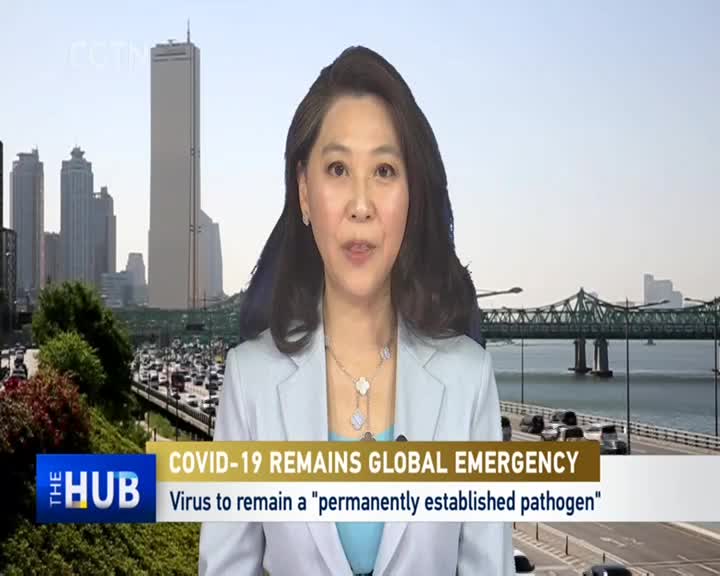 CGTN
COVID-19 REMAINS GLOBAL EMERGENCY
THE HUB
Virus to remain a "permanently established pathogen"